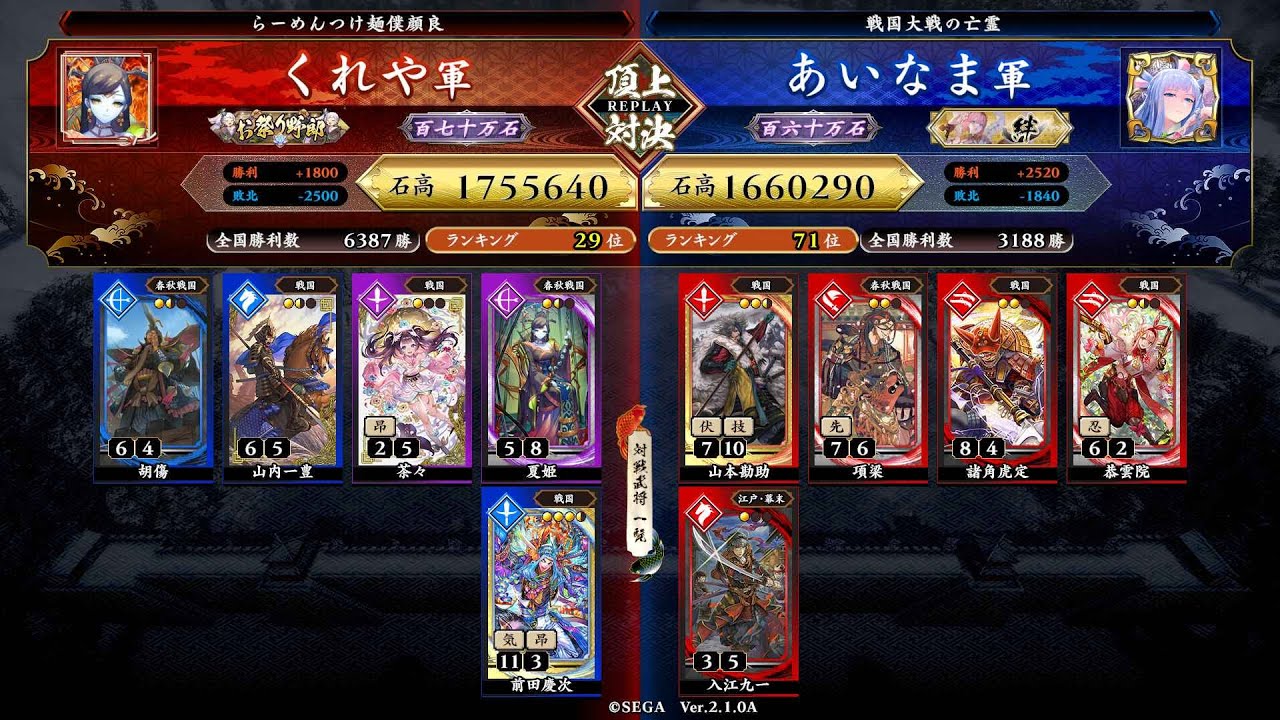 らーめんつけ麺僕顔良
戦国大戦の亡霊
くれや軍
頂上
REPLAY
対決
あいなま軍
お祭り野郎
百七十万石
百六十万石
絆
勝利 +1800
敗北 -2500
石高 1755640
石高 1660290
勝利 +2520
敗北 -1840
全国勝利数 6387勝
ランキング 29位
ランキング 71位
全国勝利数 3188勝
春秋戦国
6 4
胡傷
戦国
6 5
山内一豊
戦国
昂
2 5
茶々
春秋戦国
5 8
夏姫
戦国
伏 技
7 10
山本勘助
春秋戦国
先
7 6
項梁
戦国
8 4
諸角虎定
戦国
忍
6 2
恭雲院
対戦武将一覧
戦国
気 昂
11 3
前田慶次
江戸・幕末
3 5
入江九一
©SEGA Ver.2.1.0A